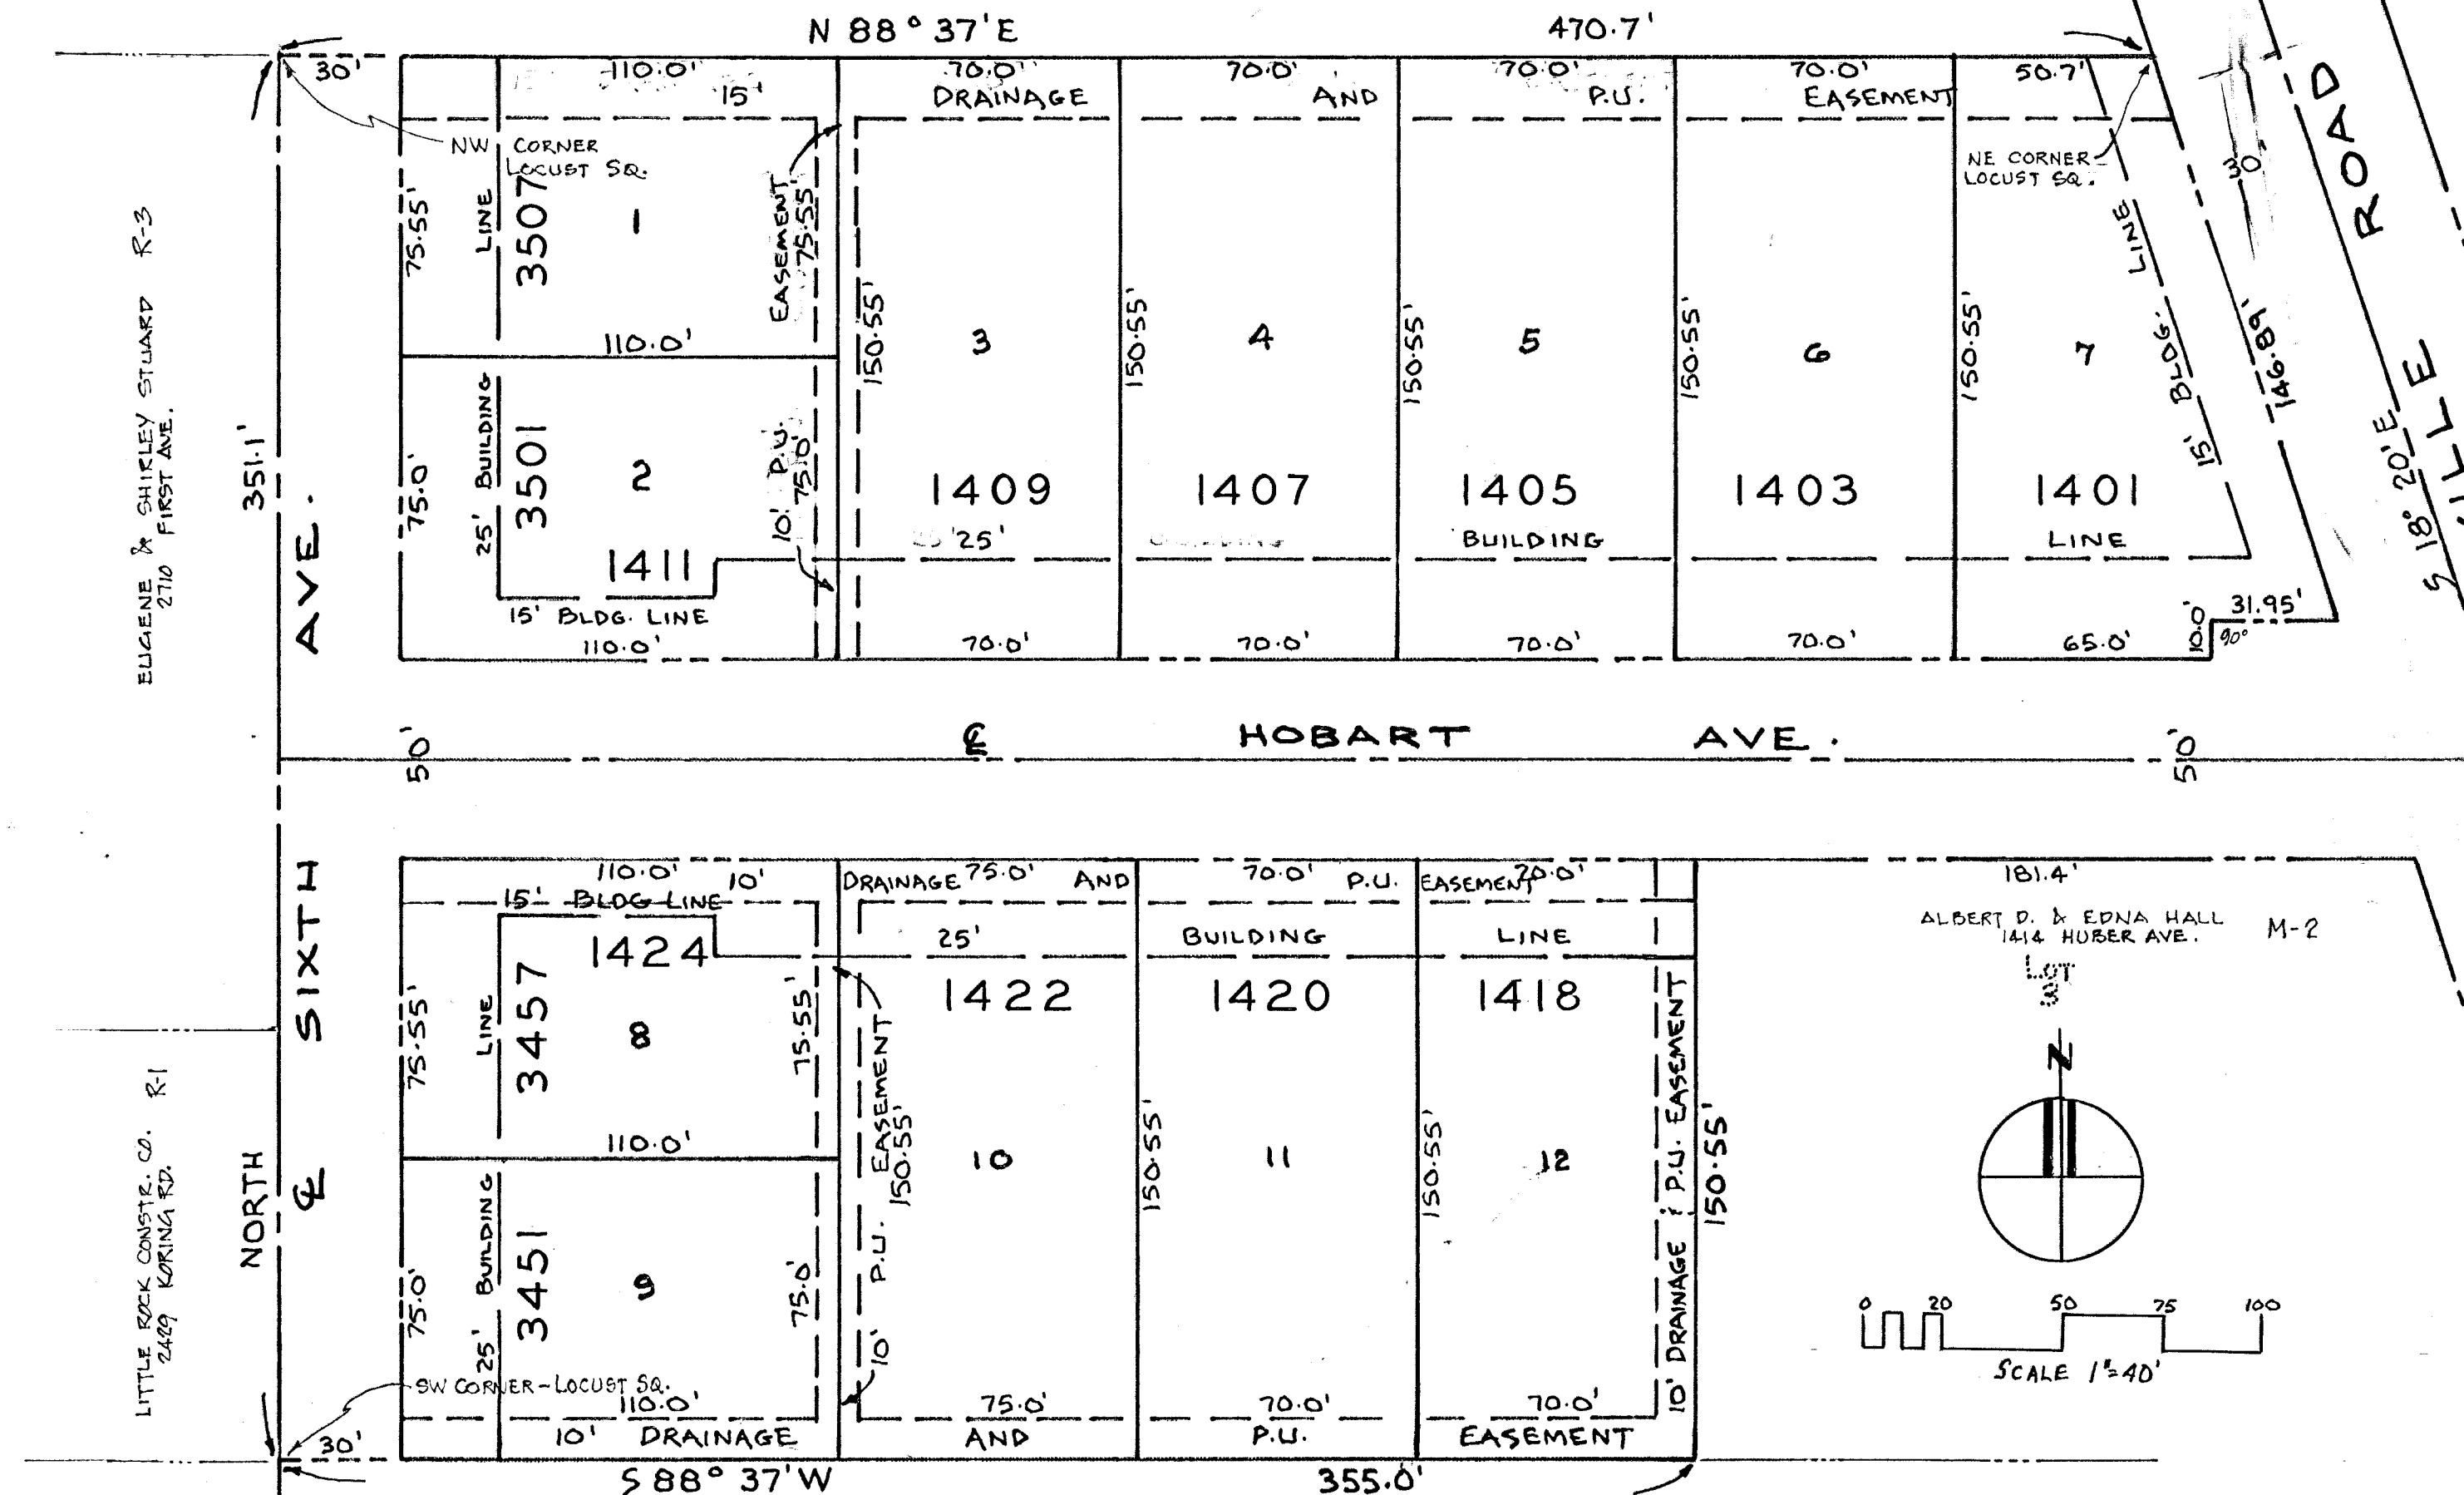 N 88° 37'E 470.7'
30' 110.0' 70.0' 70.0' 70.0' 70.0' 50.7'
15' DRAINAGE AND P.U. EASEMENT
NW CORNER
LOCUST SQ.
NE CORNER
LOCUST SQ.
30'
ROAD
EUGENE & SHIRLEY STUARD R-3
2710 FIRST AVE.
351.1'
75.55'
LINE
3507
1
EASEMENT
75.55'
110.0'
150.55'
3
150.55'
4
150.55'
5
150.55'
6
150.55'
7
15' BLDG. LINE
146.89'
S 18° 20'E
ILLE
75.0'
25' BUILDING
3501
2
1411
10' P.U.
75.0'
1409 1407 1405 1403 1401
25' BUILDING LINE
15' BLDG. LINE
110.0' 70.0' 70.0' 70.0' 70.0' 65.0'
10.0'
90°
31.95'
50' ℄ HOBART AVE. 50'
NORTH
℄ SIXTH AVE.
110.0' 75.0' 70.0' 70.0' 181.4'
10' DRAINAGE AND P.U. EASEMENT
15' BLDG LINE
25' BUILDING LINE
ALBERT D. & EDNA HALL M-2
1414 HUBER AVE.
LOT
1424
75.55'
LINE
3457
8
75.55'
110.0'
1422 1420 1418
10' P.U. EASEMENT
150.55'
10
150.55'
11
150.55'
12
10' DRAINAGE & P.U. EASEMENT
150.55'
N
LITTLE ROCK CONSTR. CO. R-1
2429 KORING RD.
75.0'
25' BUILDING
3451
9
75.0'
0 20 50 75 100
SCALE 1"=40'
SW CORNER-LOCUST SQ.
110.0' 75.0' 70.0' 70.0'
30' 10' DRAINAGE AND P.U. EASEMENT
S 88° 37'W 355.0'